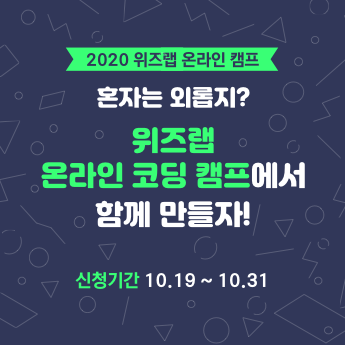 2020 위즈랩 온라인 캠프
혼자는 외롭지?
위즈랩
온라인 코딩 캠프에서
함께 만들자!
신청기간 10.19 ~ 10.31